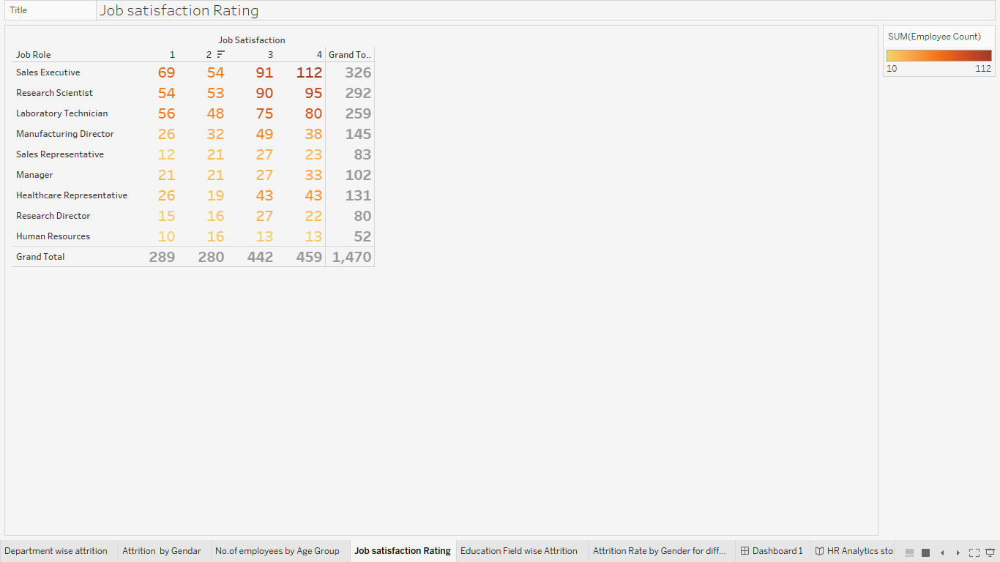 Title Job satisfaction Rating
Job Satisfaction
Job Role 1 2 3 4 Grand To..
Sales Executive 69 54 91 112 326
Research Scientist 54 53 90 95 292
Laboratory Technician 56 48 75 80 259
Manufacturing Director 26 32 49 38 145
Sales Representative 12 21 27 23 83
Manager 21 21 27 33 102
Healthcare Representative 26 19 43 43 131
Research Director 15 16 27 22 80
Human Resources 10 16 13 13 52
Grand Total 289 280 442 459 1,470
SUM(Employee Count)
10 112
Department wise attrition Attrition by Gendar No.of employees by Age Group Job satisfaction Rating Education Field wise Attrition Attrition Rate by Gender for diff... Dashboard 1 HR Analytics sto